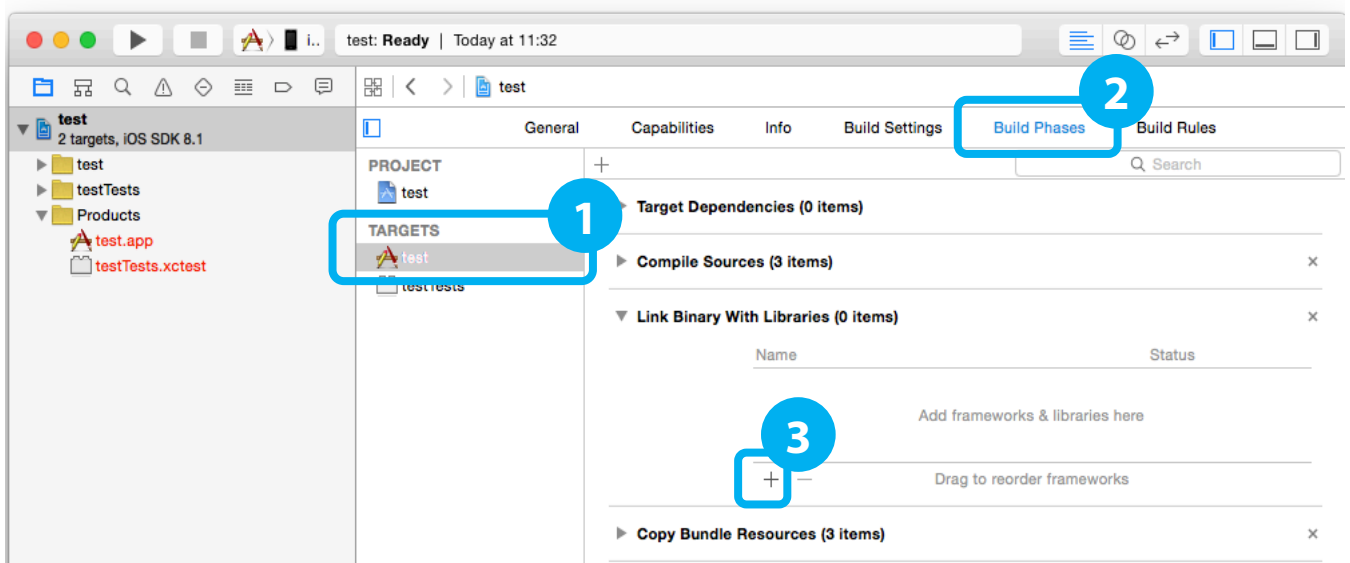 i.. test: Ready | Today at 11:32
test
2
test
2 targets, iOS SDK 8.1
General Capabilities Info Build Settings Build Phases Build Rules
test
testTests
Products
test.app
testTests.xctest
PROJECT
test
1
TARGETS
test
testTests
Search
Target Dependencies (0 items)
Compile Sources (3 items)
Link Binary With Libraries (0 items)
Name Status
Add frameworks & libraries here
3
Drag to reorder frameworks
Copy Bundle Resources (3 items)